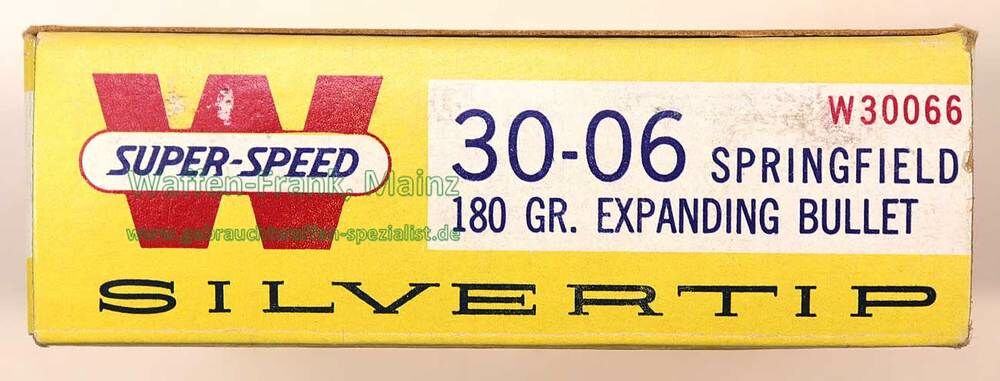 W
SUPER-SPEED
W30066
30-06 SPRINGFIELD
180 GR. EXPANDING BULLET
SILVERTIP
Waffen-Frank, Mainz
www.gebrauchtwaffen-spezialist.de